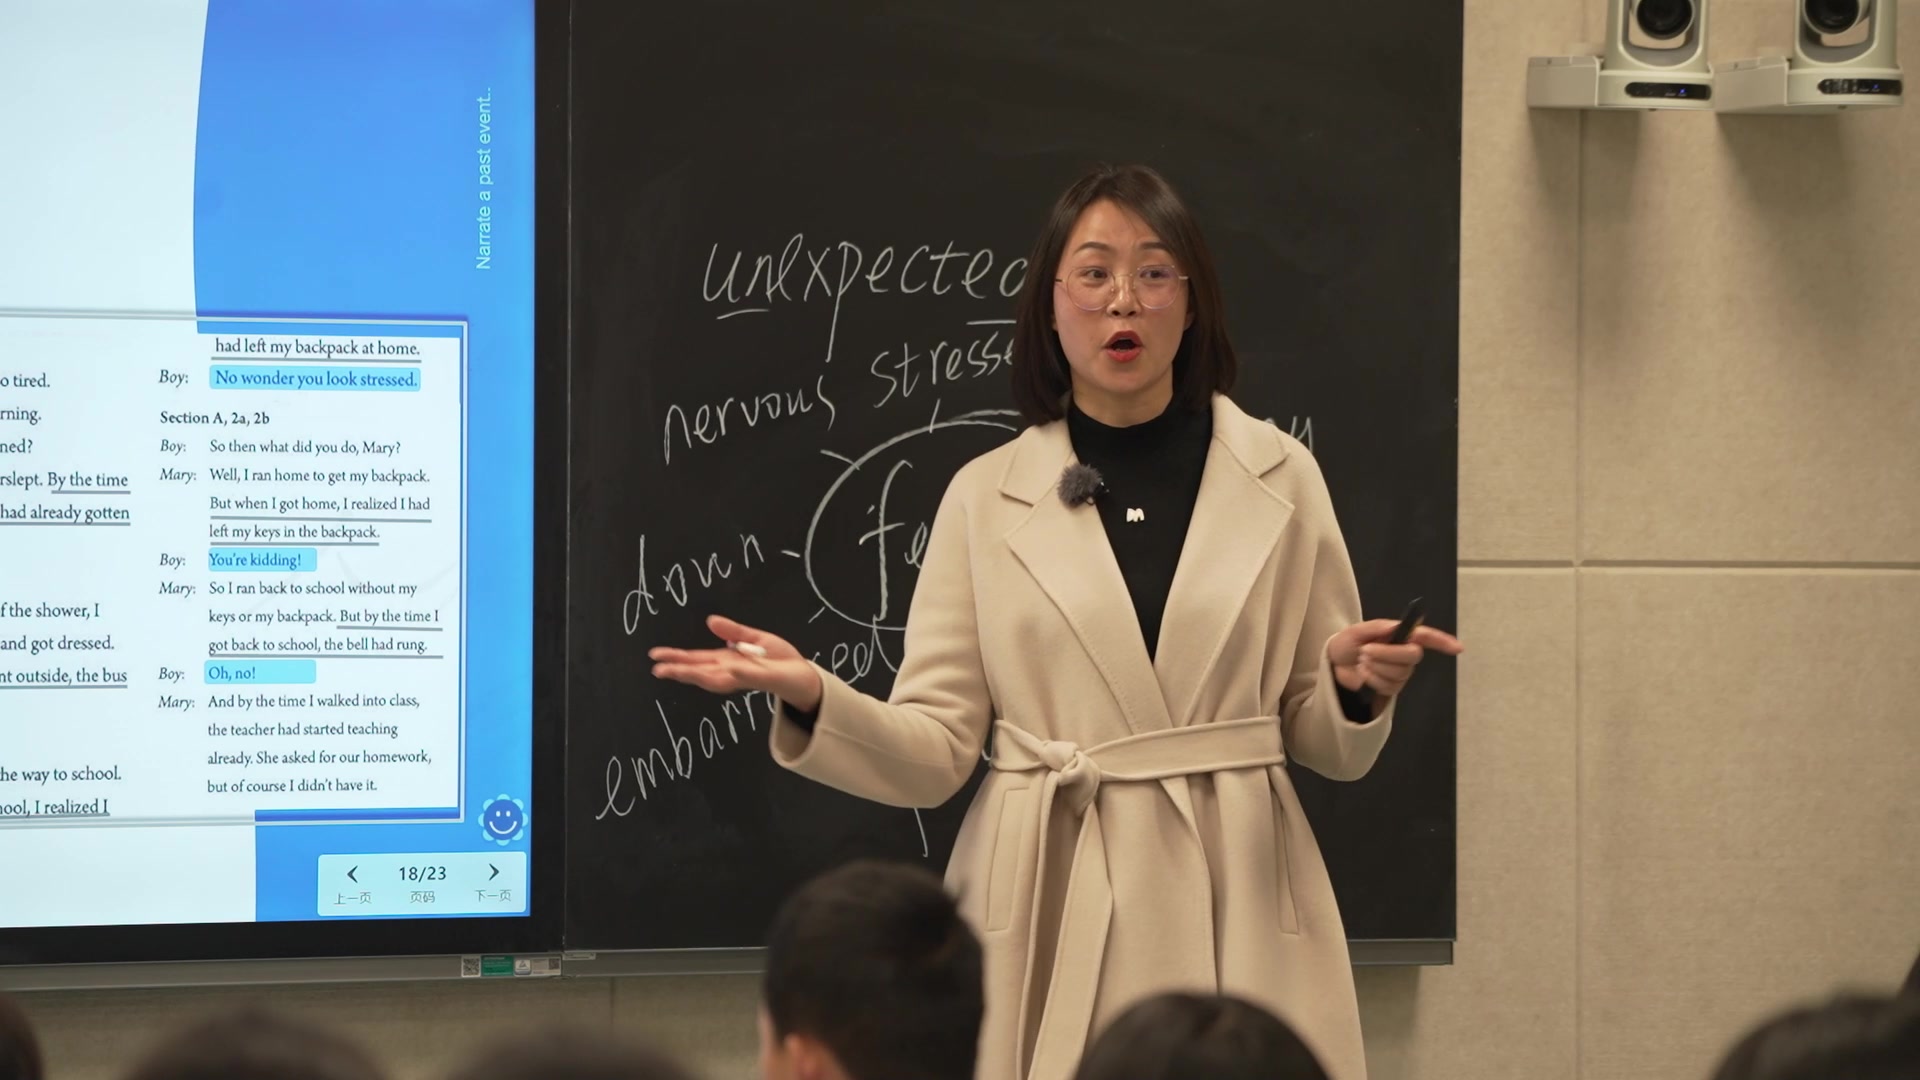 Narrate a past event..
o tired.
rning.
ned?
rslept. By the time
had already gotten
f the shower, I
and got dressed.
nt outside, the bus
he way to school.
ool, I realized I
had left my backpack at home.
Boy: No wonder you look stressed.
Section A, 2a, 2b
Boy: So then what did you do, Mary?
Mary: Well, I ran home to get my backpack.
But when I got home, I realized I had
left my keys in the backpack.
Boy: You're kidding!
Mary: So I ran back to school without my
keys or my backpack. But by the time I
got back to school, the bell had rung.
Boy: Oh, no!
Mary: And by the time I walked into class,
the teacher had started teaching
already. She asked for our homework,
but of course I didn't have it.
18/23
上一页 页码 下一页
unexpected
nervous stresse
down
fe
embarr sed
m